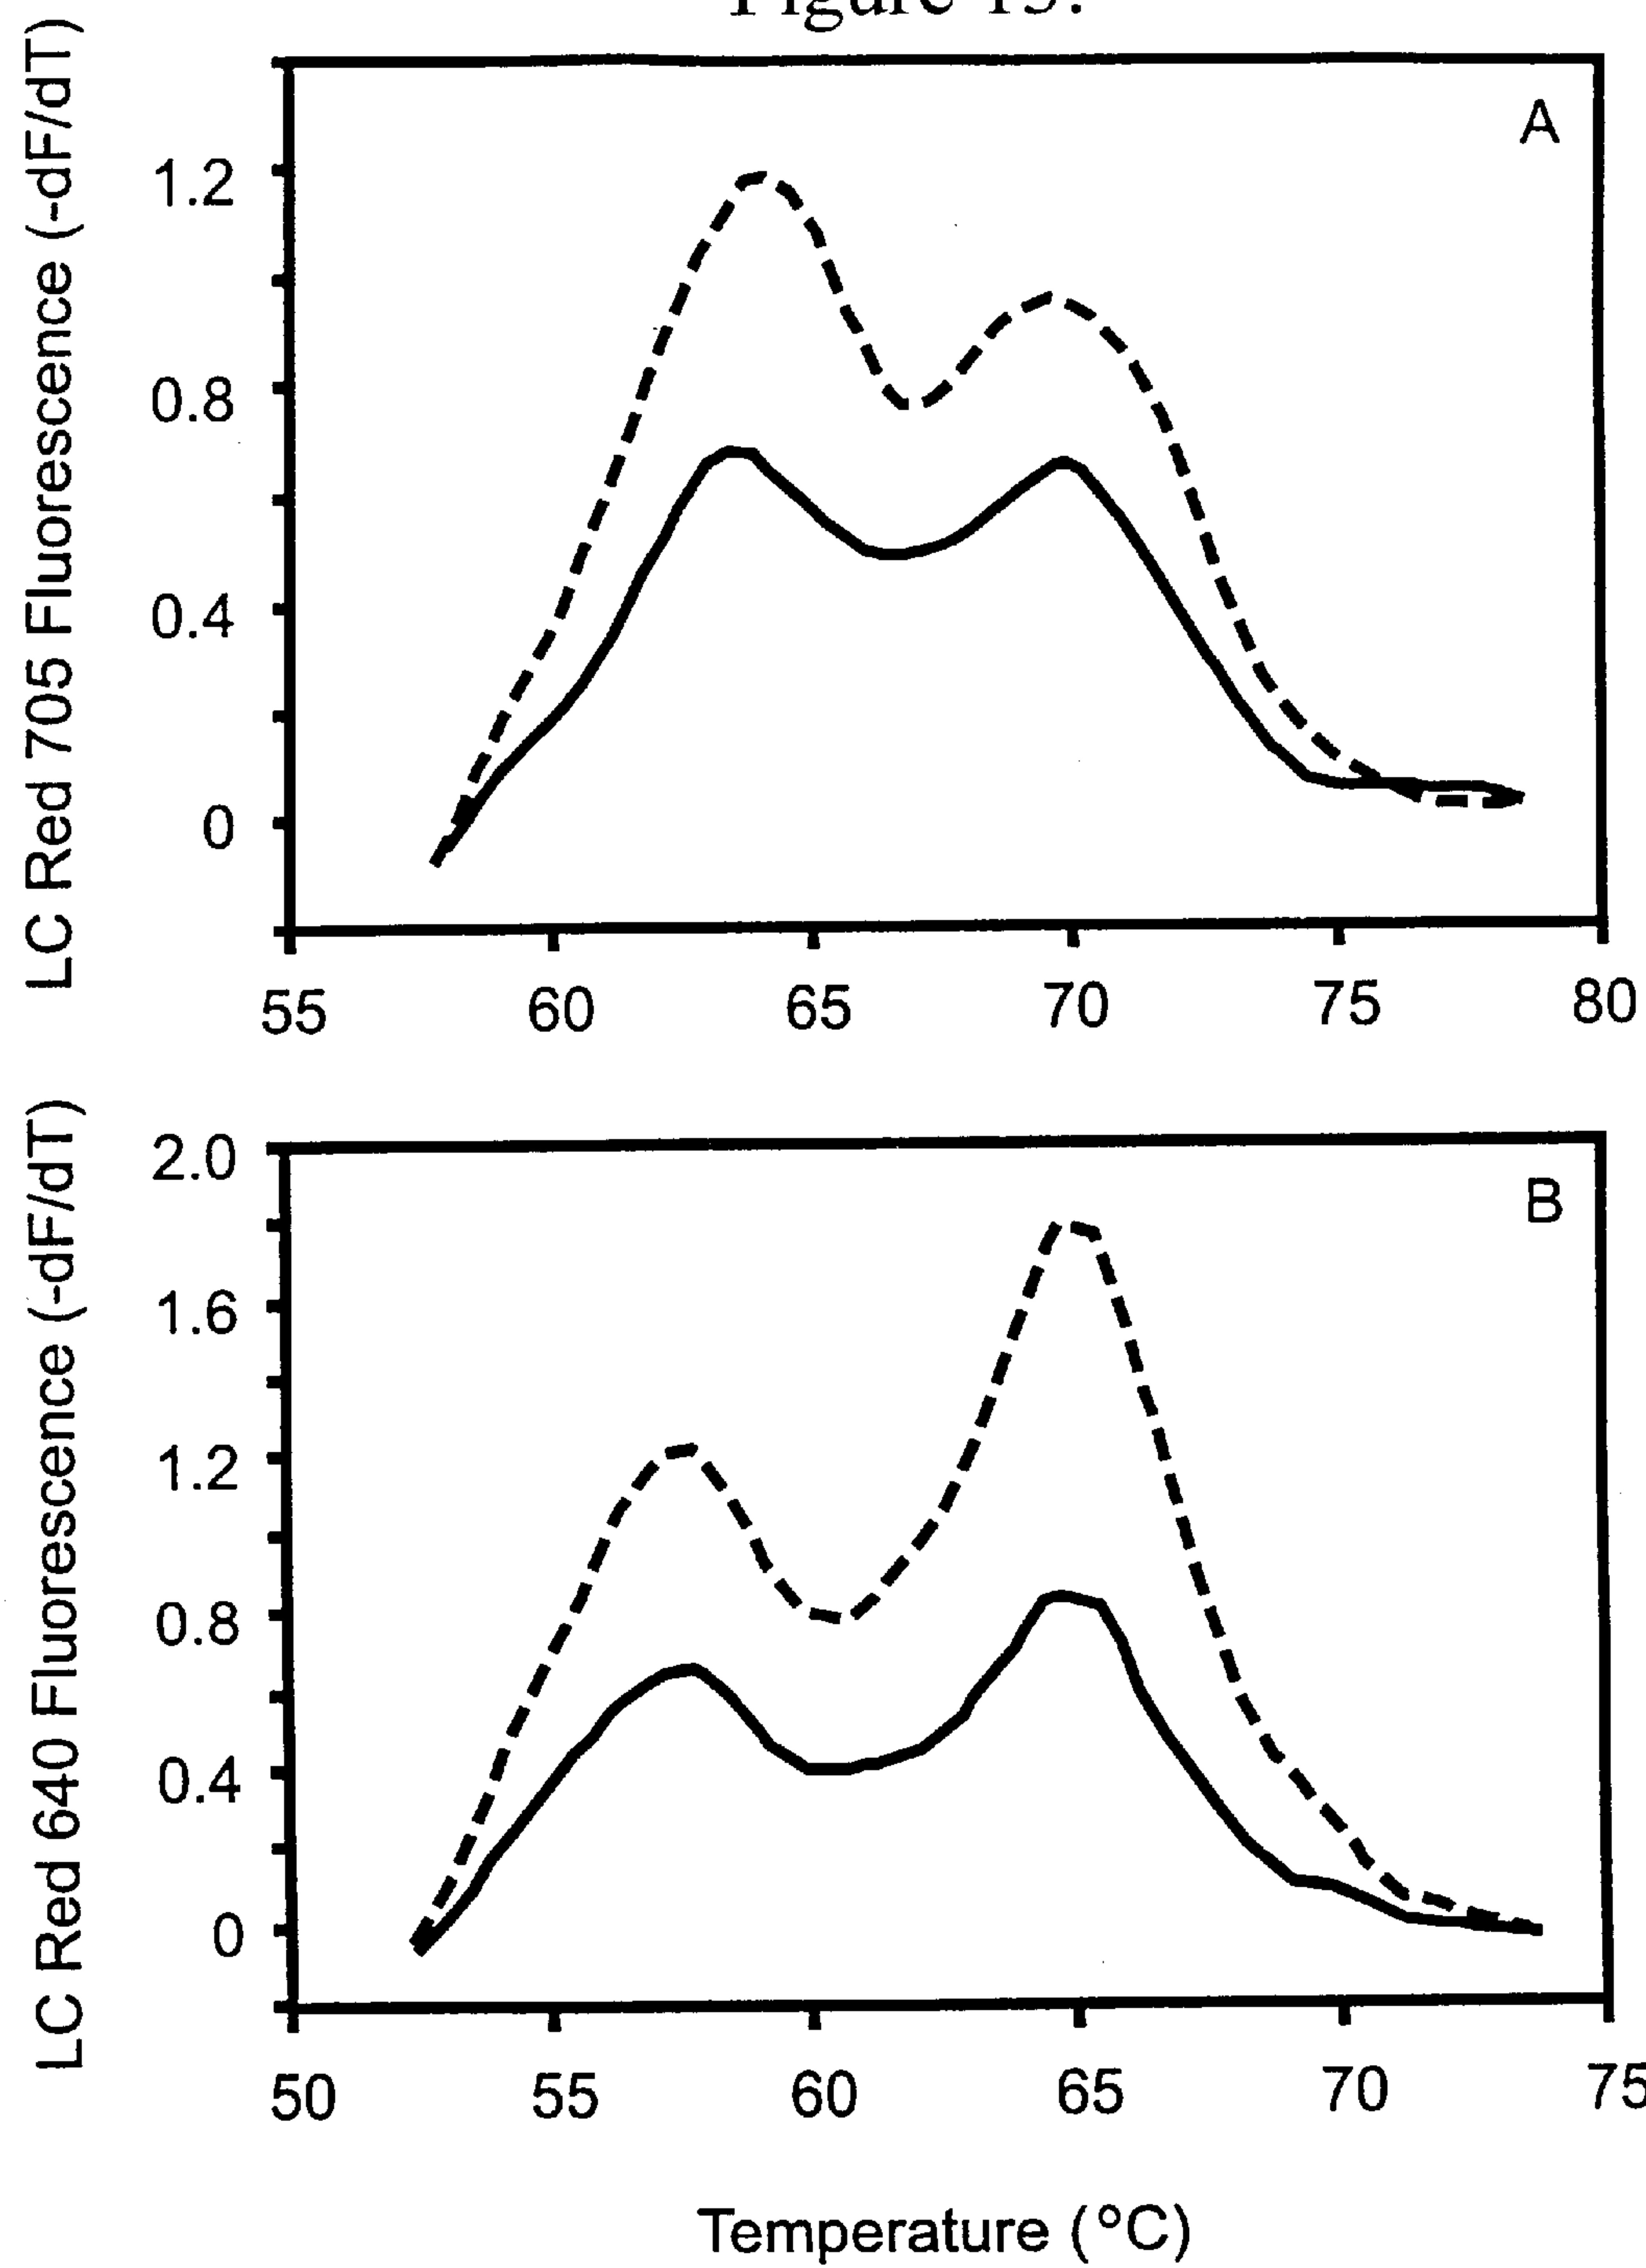 Figure 15.
LC Red 705 Fluorescence (-dF/dT)
A
1.2
0.8
0.4
0
55 60 65 70 75 80
LC Red 640 Fluorescence (-dF/dT)
B
2.0
1.6
1.2
0.8
0.4
0
50 55 60 65 70 75
Temperature (°C)